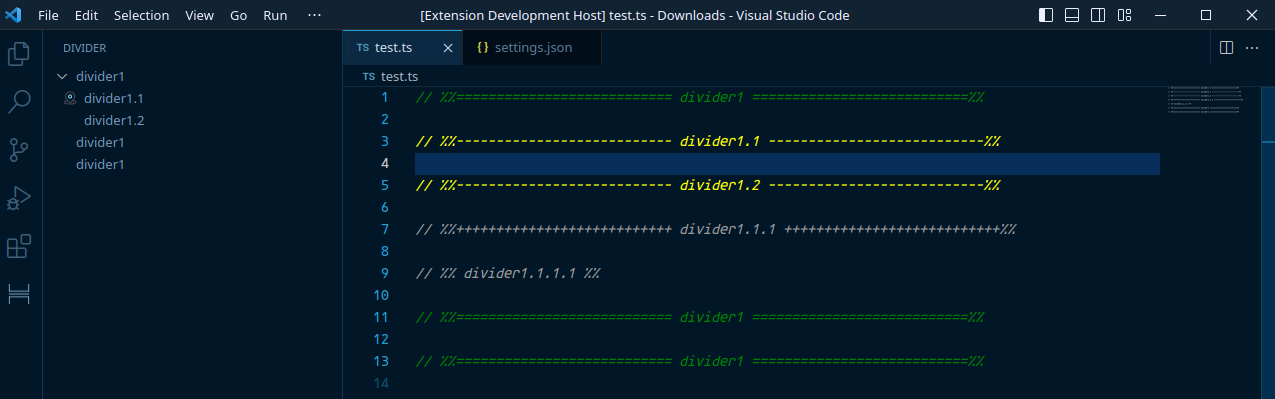 File Edit Selection View Go Run ··· [Extension Development Host] test.ts - Downloads - Visual Studio Code
DIVIDER
divider1
divider1.1
divider1.2
divider1
divider1
TS test.ts {} settings.json
TS test.ts
1 // %%=========================== divider1 ===========================%%
2
3 // %%--------------------------- divider1.1 ---------------------------%%
4
5 // %%--------------------------- divider1.2 ---------------------------%%
6
7 // %%+++++++++++++++++++++++++++ divider1.1.1 +++++++++++++++++++++++++++%%
8
9 // %% divider1.1.1.1 %%
10
11 // %%=========================== divider1 ===========================%%
12
13 // %%=========================== divider1 ===========================%%
14